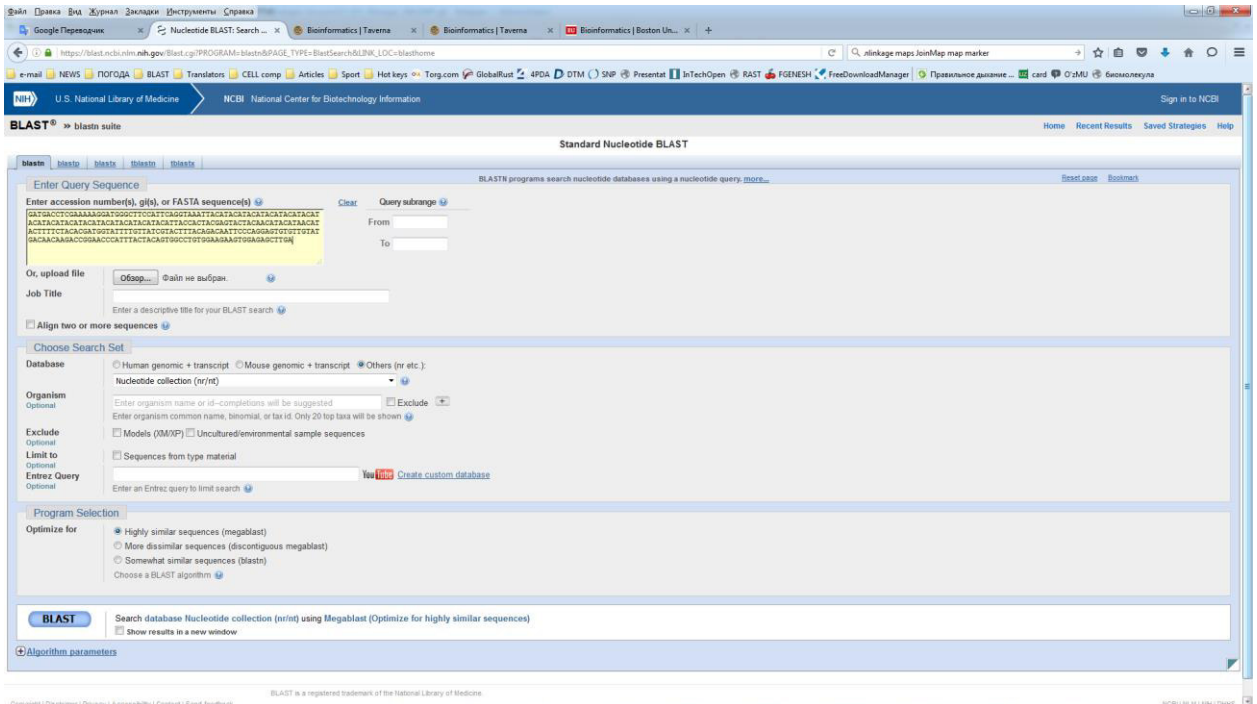 Файл Правка Вид Журнал Закладки Инструменты Справка
Google Переводчик × Nucleotide BLAST: Search ... × Bioinformatics | Taverna × Bioinformatics | Taverna × Bioinformatics | Boston Un... × +
https://blast.ncbi.nlm.nih.gov/Blast.cgi?PROGRAM=blastn&PAGE_TYPE=BlastSearch&LINK_LOC=blasthome лlinkage maps JoinMap map marker
e-mail NEWS ПОГОДА BLAST Translators CELL comp Articles Sport Hot keys Torg.com GlobalRust 4PDA DTM SNP Presentat InTechOpen RAST FGENESH FreeDownloadManager Правильное дыхание ... card O'zMU биомолекула
NIH U.S. National Library of Medicine NCBI National Center for Biotechnology Information Sign in to NCBI
BLAST® » blastn suite Home Recent Results Saved Strategies Help
Standard Nucleotide BLAST
blastn blastp blastx tblastn tblastx
BLASTN programs search nucleotide databases using a nucleotide query. more... Reset page Bookmark
Enter Query Sequence
Enter accession number(s), gi(s), or FASTA sequence(s) Clear Query subrange
From
To
Or, upload file Обзор... Файл не выбран.
Job Title
Enter a descriptive title for your BLAST search
Align two or more sequences
Choose Search Set
Database Human genomic + transcript Mouse genomic + transcript Others (nr etc.):
Nucleotide collection (nr/nt)
Organism
Optional
Enter organism name or id--completions will be suggested Exclude +
Enter organism common name, binomial, or tax id. Only 20 top taxa will be shown
Exclude Models (XM/XP) Uncultured/environmental sample sequences
Optional
Limit to Sequences from type material
Optional
Entrez Query YouTube Create custom database
Optional
Enter an Entrez query to limit search
Program Selection
Optimize for Highly similar sequences (megablast)
More dissimilar sequences (discontiguous megablast)
Somewhat similar sequences (blastn)
Choose a BLAST algorithm
BLAST Search database Nucleotide collection (nr/nt) using Megablast (Optimize for highly similar sequences)
Show results in a new window
Algorithm parameters
BLAST is a registered trademark of the National Library of Medicine